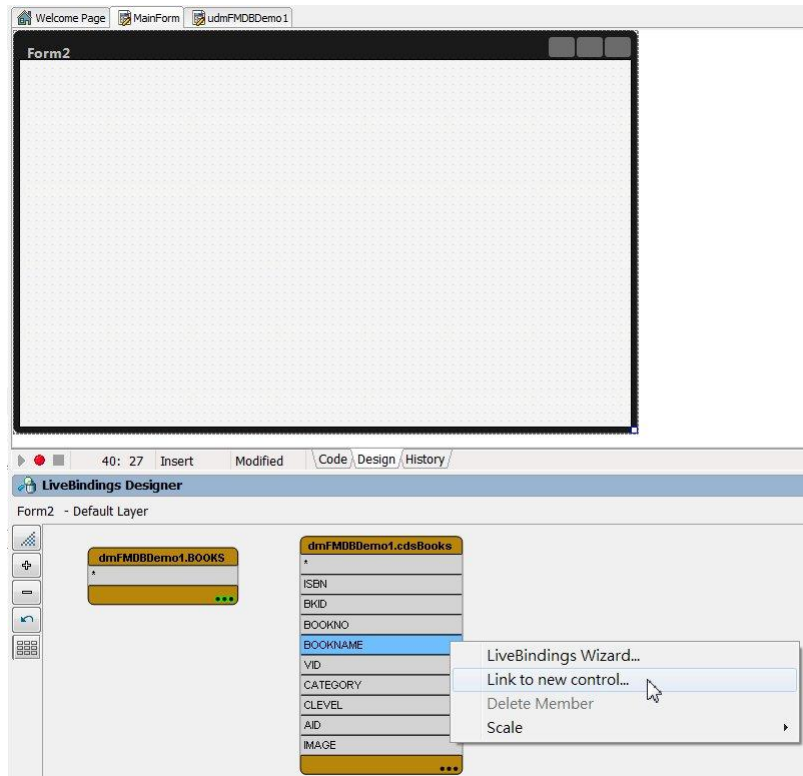 Welcome Page MainForm udmFMDBDemo1
Form2
40: 27 Insert Modified Code Design History
LiveBindings Designer
Form2 - Default Layer
dmFMDBDemo1.BOOKS
*
dmFMDBDemo1.cdsBooks
*
ISBN
BKID
BOOKNO
BOOKNAME
VID
CATEGORY
CLEVEL
AID
IMAGE
LiveBindings Wizard...
Link to new control...
Delete Member
Scale